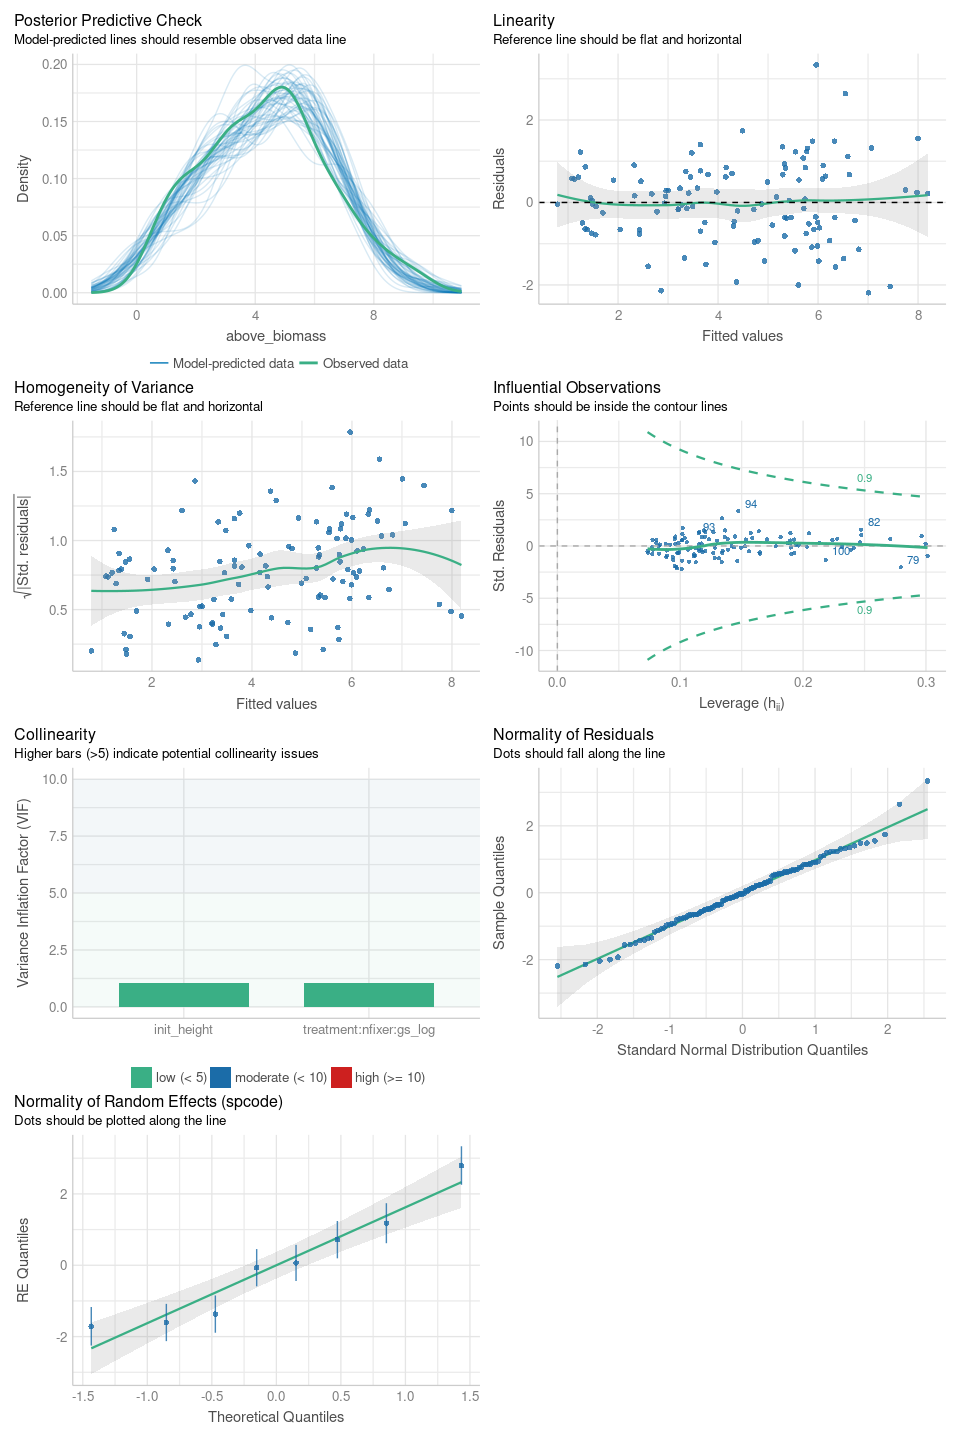 Posterior Predictive Check
Model-predicted lines should resemble observed data line
0.20
0.15
0.10
0.05
0.00
Density
0
4
8
above_biomass
Model-predicted data
Observed data
Linearity
Reference line should be flat and horizontal
2
0
-2
Residuals
2
4
6
8
Fitted values
Homogeneity of Variance
Reference line should be flat and horizontal
1.5
1.0
0.5
√|Std. residuals|
2
4
6
8
Fitted values
Influential Observations
Points should be inside the contour lines
10
5
0
-5
-10
Std. Residuals
0.9
94
93
82
100
79
0.9
0.0
0.1
0.2
0.3
Leverage (hii)
Collinearity
Higher bars (>5) indicate potential collinearity issues
10.0
7.5
5.0
2.5
0.0
Variance Inflation Factor (VIF)
init_height
treatment:nfixer:gs_log
low (< 5)
moderate (< 10)
high (>= 10)
Normality of Residuals
Dots should fall along the line
2
0
-2
Sample Quantiles
-2
-1
0
1
2
Standard Normal Distribution Quantiles
Normality of Random Effects (spcode)
Dots should be plotted along the line
2
0
-2
RE Quantiles
-1.5
-1.0
-0.5
0.0
0.5
1.0
1.5
Theoretical Quantiles